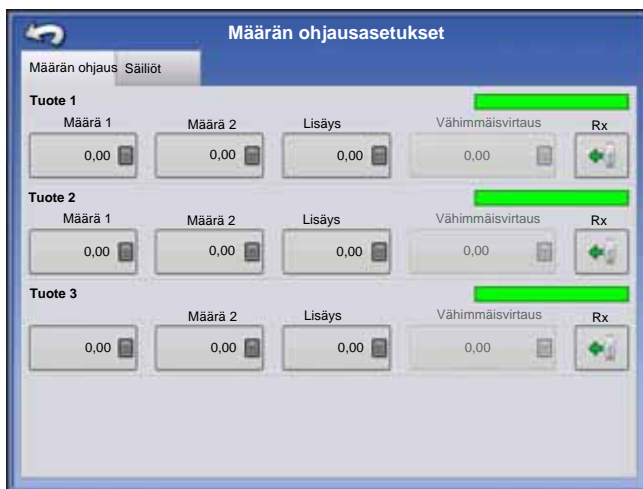 Määrän ohjausasetukset
Määrän ohjaus Säiliöt
Tuote 1
Määrä 1 Määrä 2 Lisäys Vähimmäisvirtaus Rx
0,00 0,00 0,00 0,00
Tuote 2
Määrä 1 Määrä 2 Lisäys Vähimmäisvirtaus Rx
0,00 0,00 0,00 0,00
Tuote 3
Määrä 2 Lisäys Vähimmäisvirtaus Rx
0,00 0,00 0,00 0,00